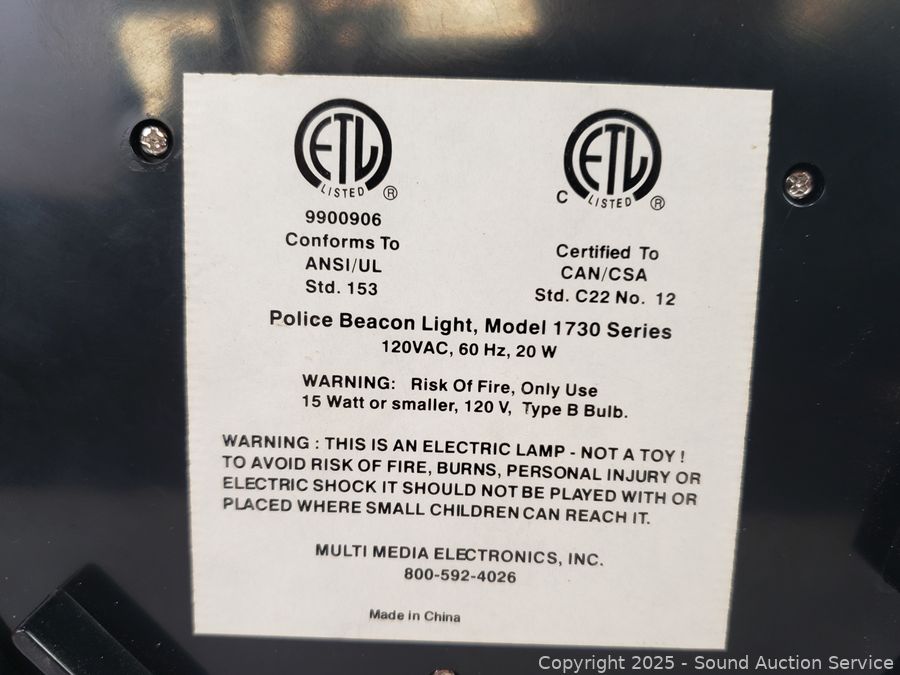 ETL
LISTED ®
9900906
Conforms To
ANSI/UL
Std. 153
C ETL
LISTED ®
Certified To
CAN/CSA
Std. C22 No. 12
Police Beacon Light, Model 1730 Series
120VAC, 60 Hz, 20 W
WARNING: Risk Of Fire, Only Use
15 Watt or smaller, 120 V, Type B Bulb.
WARNING : THIS IS AN ELECTRIC LAMP - NOT A TOY !
TO AVOID RISK OF FIRE, BURNS, PERSONAL INJURY OR
ELECTRIC SHOCK IT SHOULD NOT BE PLAYED WITH OR
PLACED WHERE SMALL CHILDREN CAN REACH IT.
MULTI MEDIA ELECTRONICS, INC.
800-592-4026
Made in China
Copyright 2025 - Sound Auction Service